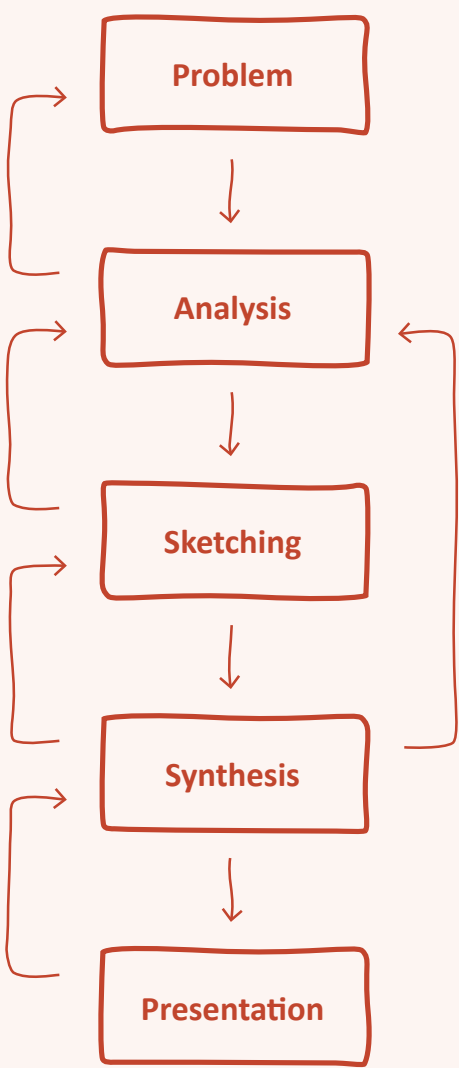 Problem
Analysis
Sketching
Synthesis
Presentation